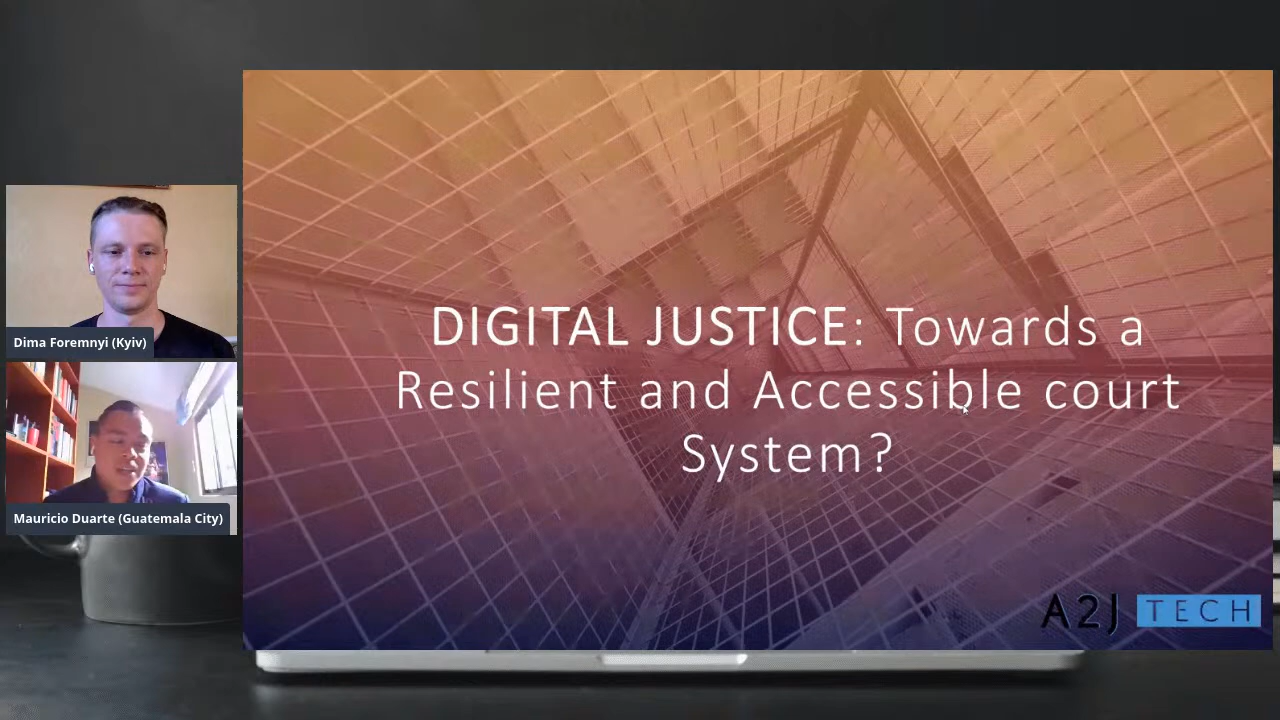 Dima Foremnyi (Kyiv)
Mauricio Duarte (Guatemala City)
DIGITAL JUSTICE: Towards a
Resilient and Accessible court
System?
A2J TECH